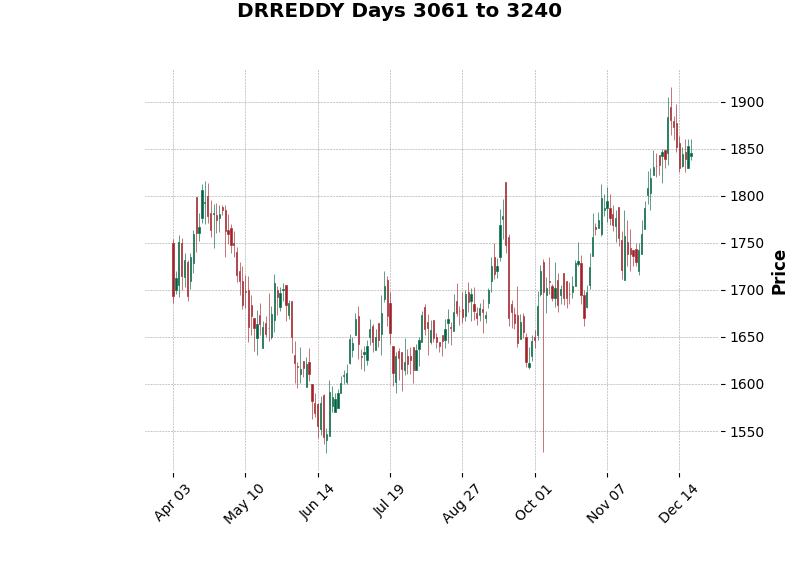 DRREDDY Days 3061 to 3240
1900
1850
1800
1750
1700
1650
1600
1550
Price
Apr 03
May 10
Jun 14
Jul 19
Aug 27
Oct 01
Nov 07
Dec 14